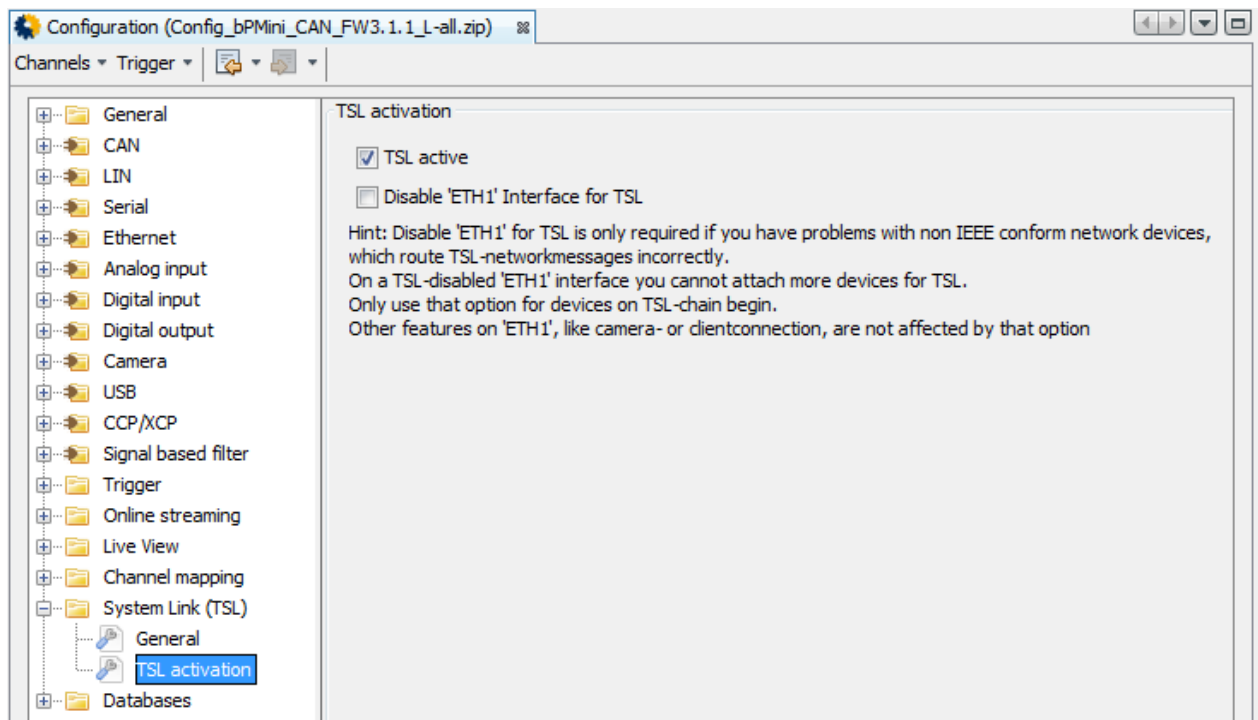 Configuration (Config_bPMini_CAN_FW3.1.1_L-all.zip)
Channels Trigger
General
CAN
LIN
Serial
Ethernet
Analog input
Digital input
Digital output
Camera
USB
CCP/XCP
Signal based filter
Trigger
Online streaming
Live View
Channel mapping
System Link (TSL)
General
TSL activation
Databases
TSL activation
TSL active
Disable 'ETH1' Interface for TSL
Hint: Disable 'ETH1' for TSL is only required if you have problems with non IEEE conform network devices,
which route TSL-networkmessages incorrectly.
On a TSL-disabled 'ETH1' interface you cannot attach more devices for TSL.
Only use that option for devices on TSL-chain begin.
Other features on 'ETH1', like camera- or clientconnection, are not affected by that option